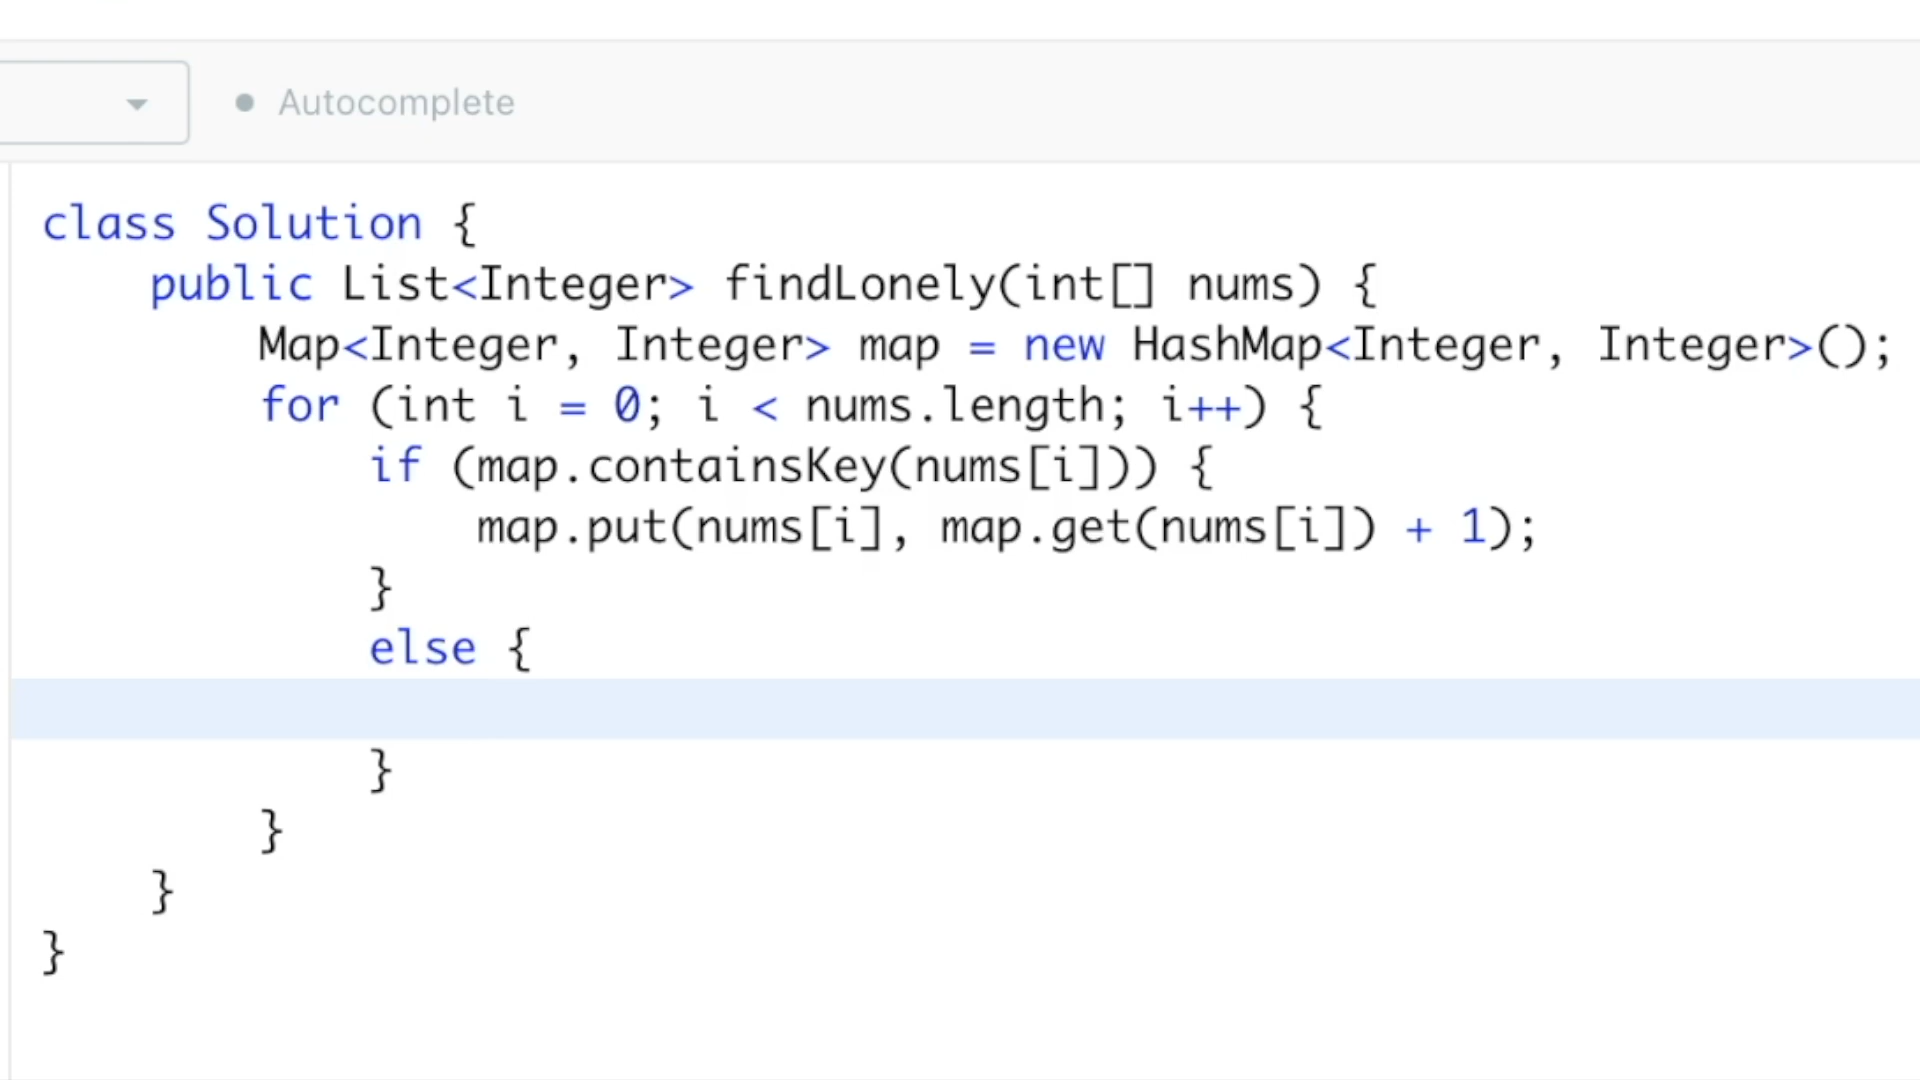 Autocomplete
class Solution {
    public List<Integer> findLonely(int[] nums) {
        Map<Integer, Integer> map = new HashMap<Integer, Integer>();
        for (int i = 0; i < nums.length; i++) {
            if (map.containsKey(nums[i])) {
                map.put(nums[i], map.get(nums[i]) + 1);
            }
            else {
            }
        }
    }
}